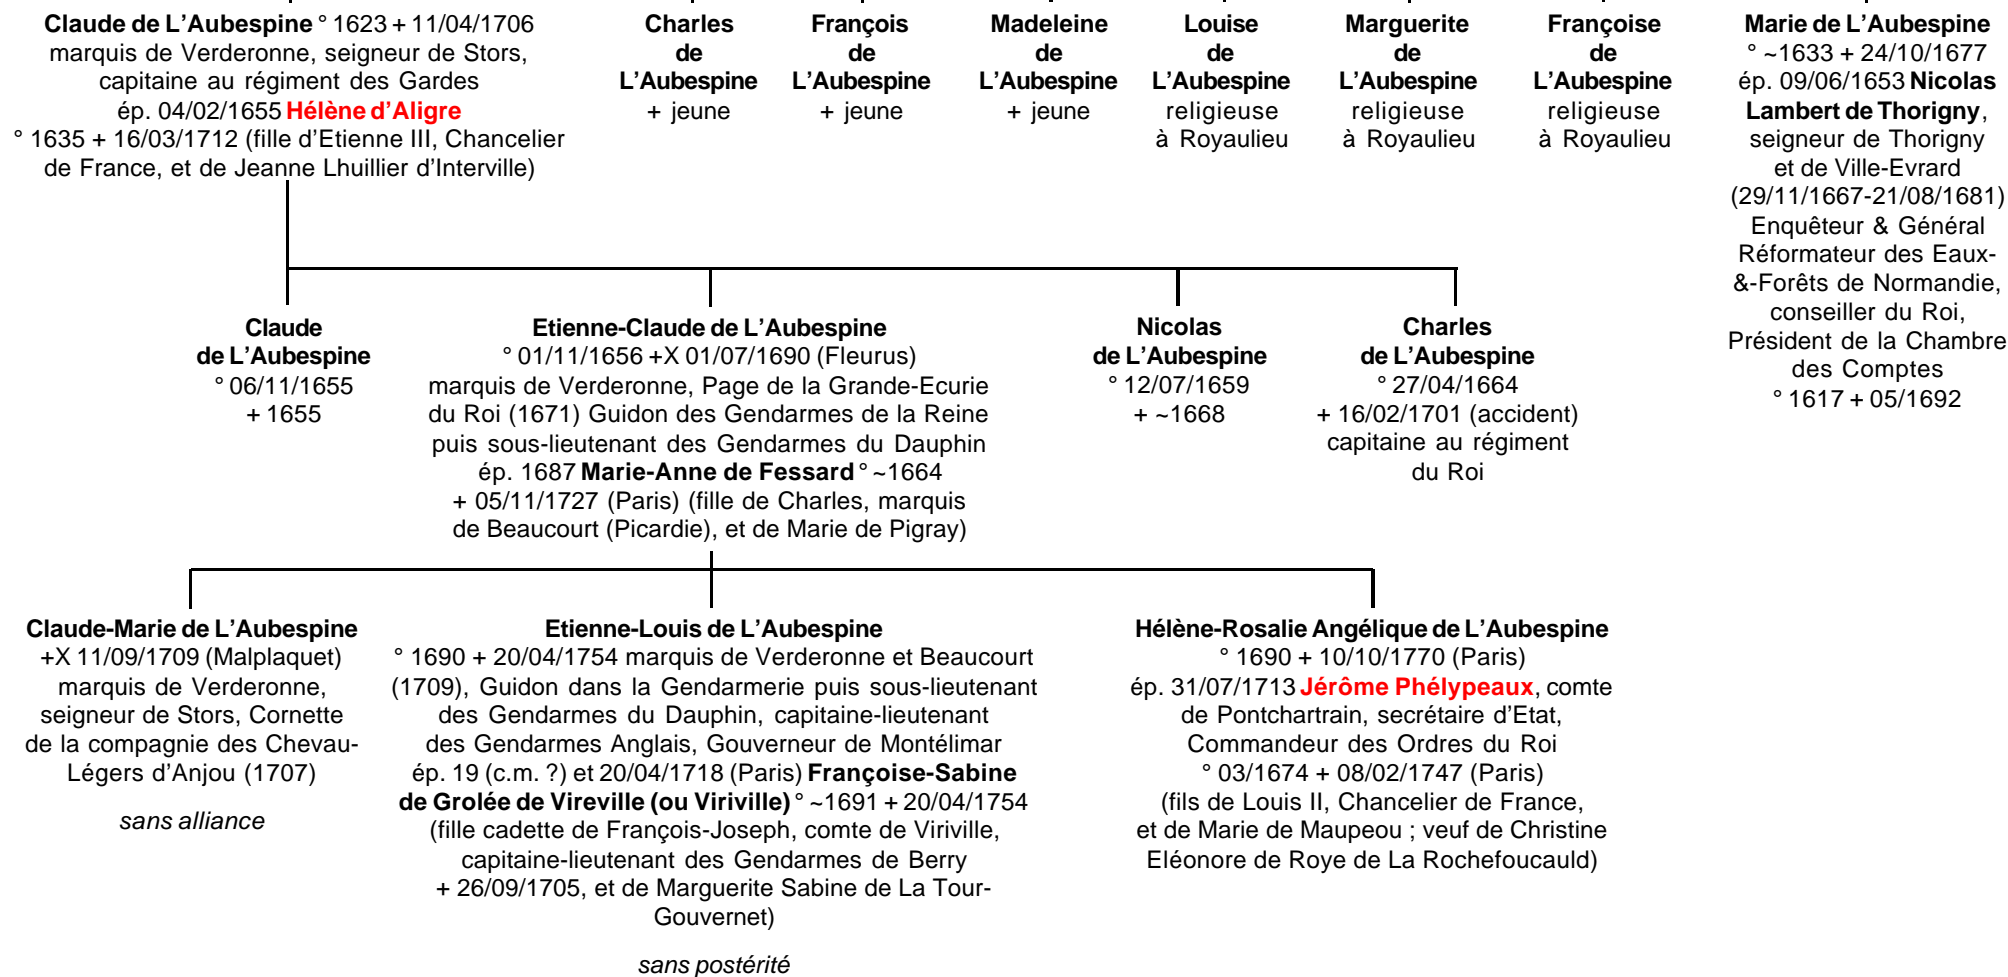 Claude de L'Aubespine ° 1623 + 11/04/1706
marquis de Verderonne, seigneur de Stors,
capitaine au régiment des Gardes
ép. 04/02/1655 Hélène d'Aligre
° 1635 + 16/03/1712 (fille d'Etienne III, Chancelier
de France, et de Jeanne Lhuillier d'Interville)
Charles
de
L'Aubespine
+ jeune
François
de
L'Aubespine
+ jeune
Madeleine
de
L'Aubespine
+ jeune
Louise
de
L'Aubespine
religieuse
à Royaulieu
Marguerite
de
L'Aubespine
religieuse
à Royaulieu
Françoise
de
L'Aubespine
religieuse
à Royaulieu
Marie de L'Aubespine
° ~1633 + 24/10/1677
ép. 09/06/1653 Nicolas
Lambert de Thorigny,
seigneur de Thorigny
et de Ville-Evrard
(29/11/1667-21/08/1681)
Enquêteur & Général
Réformateur des Eaux-
&-Forêts de Normandie,
conseiller du Roi,
Président de la Chambre
des Comptes
° 1617 + 05/1692
Claude
de L'Aubespine
° 06/11/1655
+ 1655
Etienne-Claude de L'Aubespine
° 01/11/1656 +X 01/07/1690 (Fleurus)
marquis de Verderonne, Page de la Grande-Ecurie
du Roi (1671) Guidon des Gendarmes de la Reine
puis sous-lieutenant des Gendarmes du Dauphin
ép. 1687 Marie-Anne de Fessard ° ~1664
+ 05/11/1727 (Paris) (fille de Charles, marquis
de Beaucourt (Picardie), et de Marie de Pigray)
Nicolas
de L'Aubespine
° 12/07/1659
+ ~1668
Charles
de L'Aubespine
° 27/04/1664
+ 16/02/1701 (accident)
capitaine au régiment
du Roi
Claude-Marie de L'Aubespine
+X 11/09/1709 (Malplaquet)
marquis de Verderonne,
seigneur de Stors, Cornette
de la compagnie des Chevau-
Légers d'Anjou (1707)
sans alliance
Etienne-Louis de L'Aubespine
° 1690 + 20/04/1754 marquis de Verderonne et Beaucourt
(1709), Guidon dans la Gendarmerie puis sous-lieutenant
des Gendarmes du Dauphin, capitaine-lieutenant
des Gendarmes Anglais, Gouverneur de Montélimar
ép. 19 (c.m. ?) et 20/04/1718 (Paris) Françoise-Sabine
de Grolée de Vireville (ou Viriville) ° ~1691 + 20/04/1754
(fille cadette de François-Joseph, comte de Viriville,
capitaine-lieutenant des Gendarmes de Berry
+ 26/09/1705, et de Marguerite Sabine de La Tour-
Gouvernet)
sans postérité
Hélène-Rosalie Angélique de L'Aubespine
° 1690 + 10/10/1770 (Paris)
ép. 31/07/1713 Jérôme Phélypeaux, comte
de Pontchartrain, secrétaire d'Etat,
Commandeur des Ordres du Roi
° 03/1674 + 08/02/1747 (Paris)
(fils de Louis II, Chancelier de France,
et de Marie de Maupeou ; veuf de Christine
Eléonore de Roye de La Rochefoucauld)